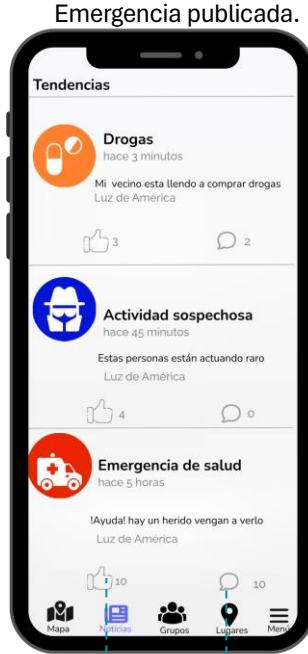 Emergencia publicada.
Tendencias
Drogas
hace 3 minutos
Mi vecino esta llendo a comprar drogas
Luz de América
3 2
Actividad sospechosa
hace 45 minutos
Estas personas están actuando raro
Luz de América
4 0
Emergencia de salud
hace 5 horas
!Ayuda! hay un herido vengan a verlo
Luz de América
10 10
Mapa Noticias Grupos Lugares Menú